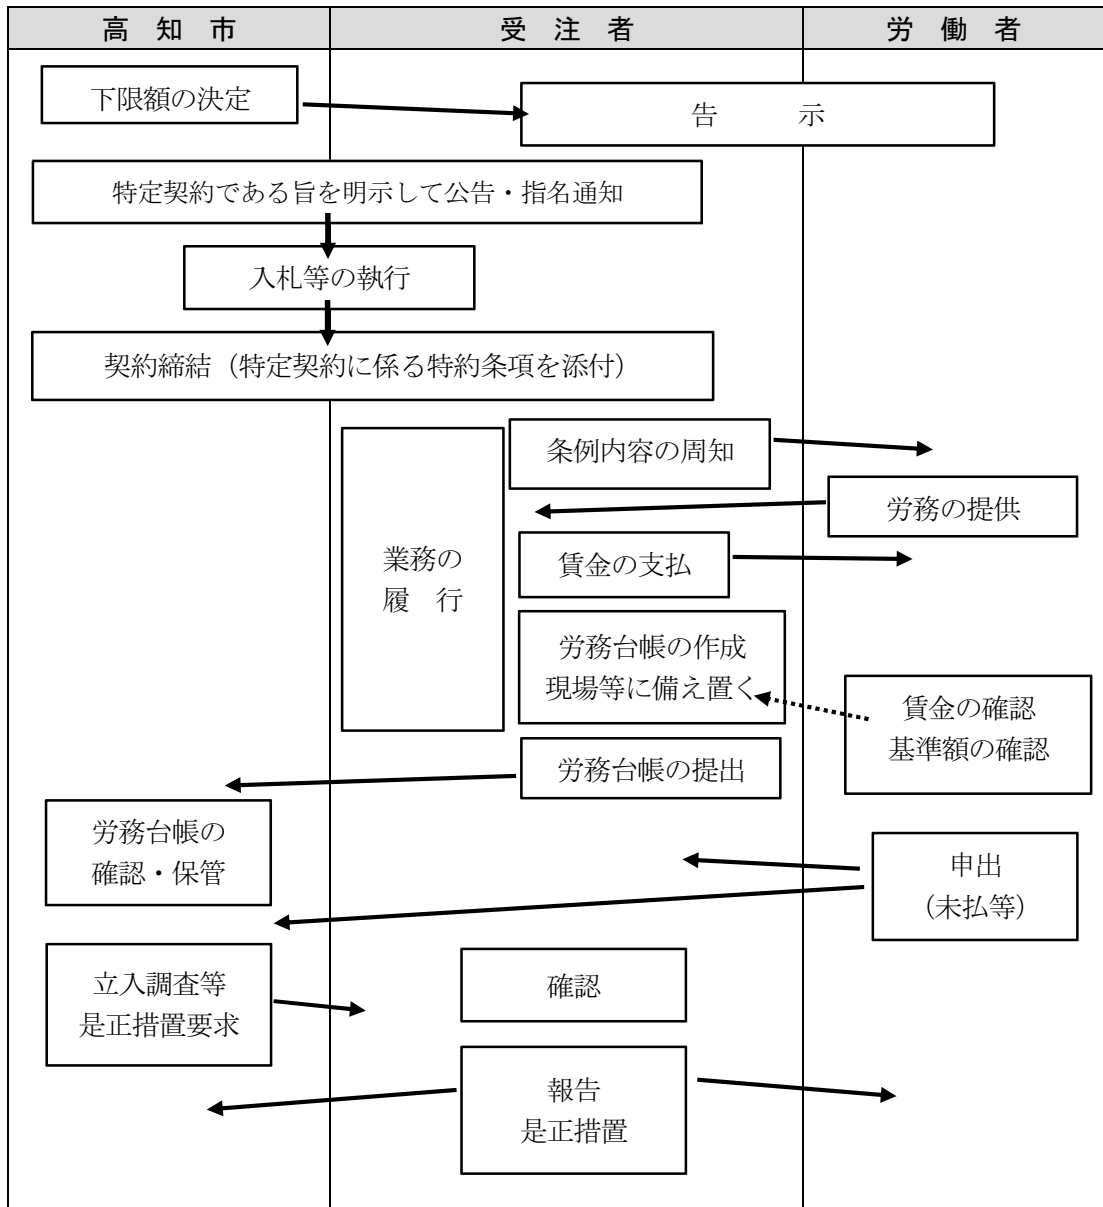 高　知　市
受　注　者
労　働　者
下限額の決定
告　　　示
特定契約である旨を明示して公告・指名通知
入札等の執行
契約締結（特定契約に係る特約条項を添付）
条例内容の周知
労務の提供
業務の
履　行
賃金の支払
労務台帳の作成
現場等に備え置く
賃金の確認
基準額の確認
労務台帳の提出
労務台帳の
確認・保管
申出
（未払等）
立入調査等
是正措置要求
確認
報告
是正措置